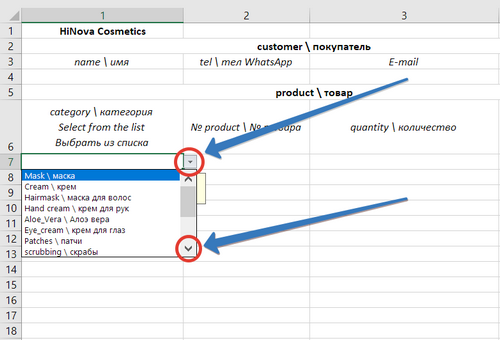 1 2 3
1 HiNova Cosmetics
2 customer \ покупатель
3 name \ имя tel \ тел WhatsApp E-mail
4
5 product \ товар
category \ категория
Select from the list
6 Выбрать из списка № product \ № quantity \ количество
7
8 Mask \ маска
Cream \ крем
9 Hairmask \ маска для волос
10 Hand cream \ крем для рук
11 Aloe_Vera \ Алоэ вера
Eye_cream \ крем для глаз
12 Patches \ патчи
13 scrubbing \ скрабы
14
15
16
17
18